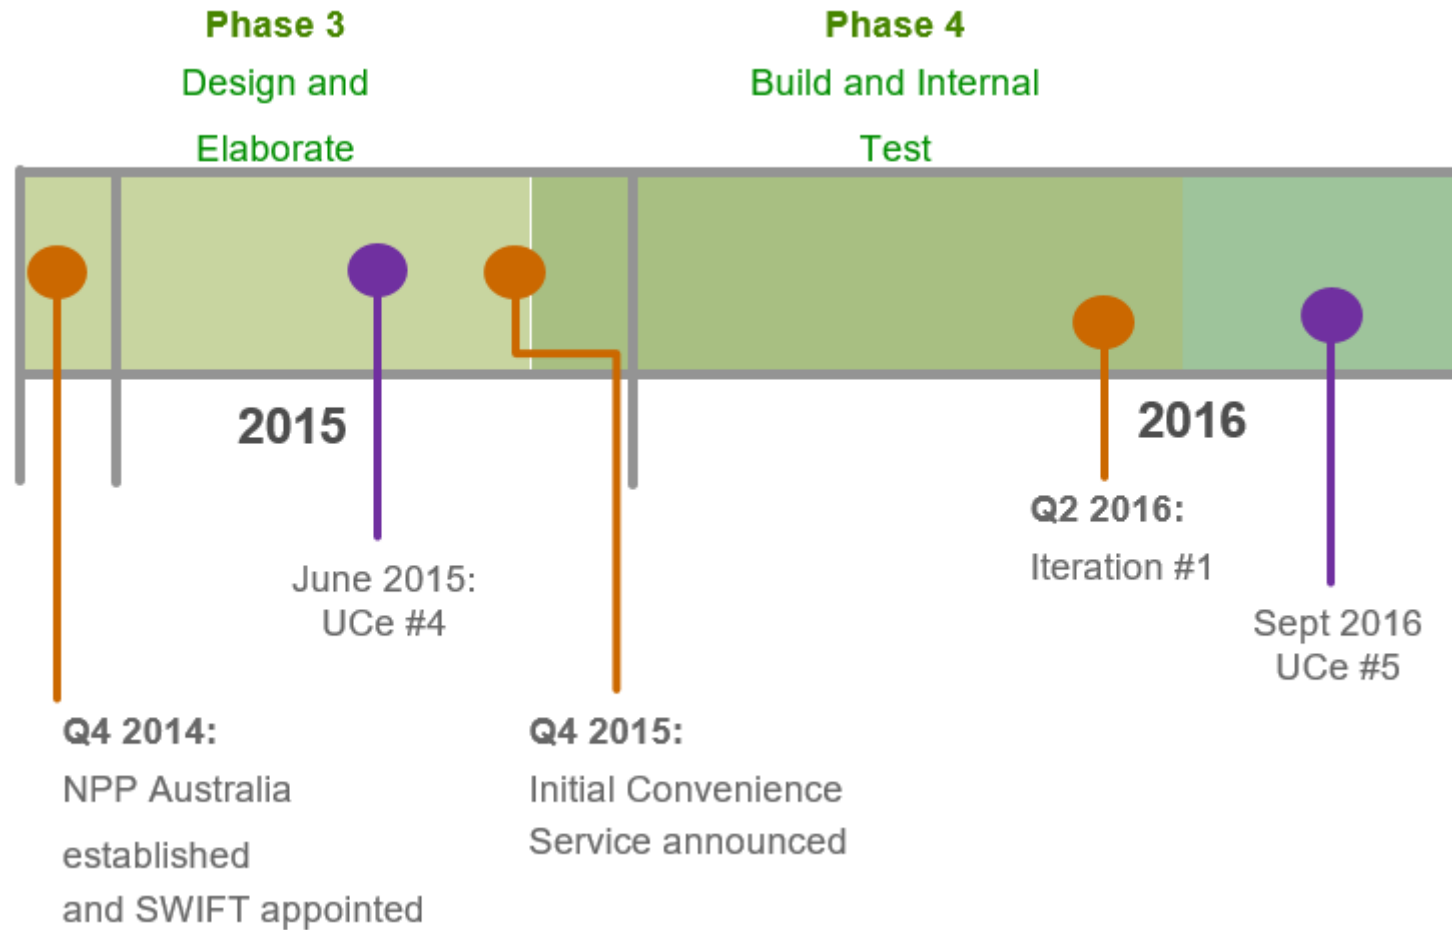 Phase 3
Design and
Elaborate
Phase 4
Build and Internal
Test
2015
2016
Q2 2016:
Iteration #1
June 2015:
UCe #4
Sept 2016
UCe #5
Q4 2014:
NPP Australia
established
and SWIFT appointed
Q4 2015:
Initial Convenience
Service announced